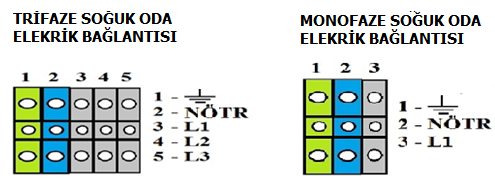 TRİFAZE SOĞUK ODA
ELEKRİK BAĞLANTISI
1 2 3 4 5
1 -
2 - NÖTR
3 - L1
4 - L2
5 - L3
MONOFAZE SOĞUK ODA
ELEKRİK BAĞLANTISI
1 2 3
1 -
2 - NÖTR
3 - L1